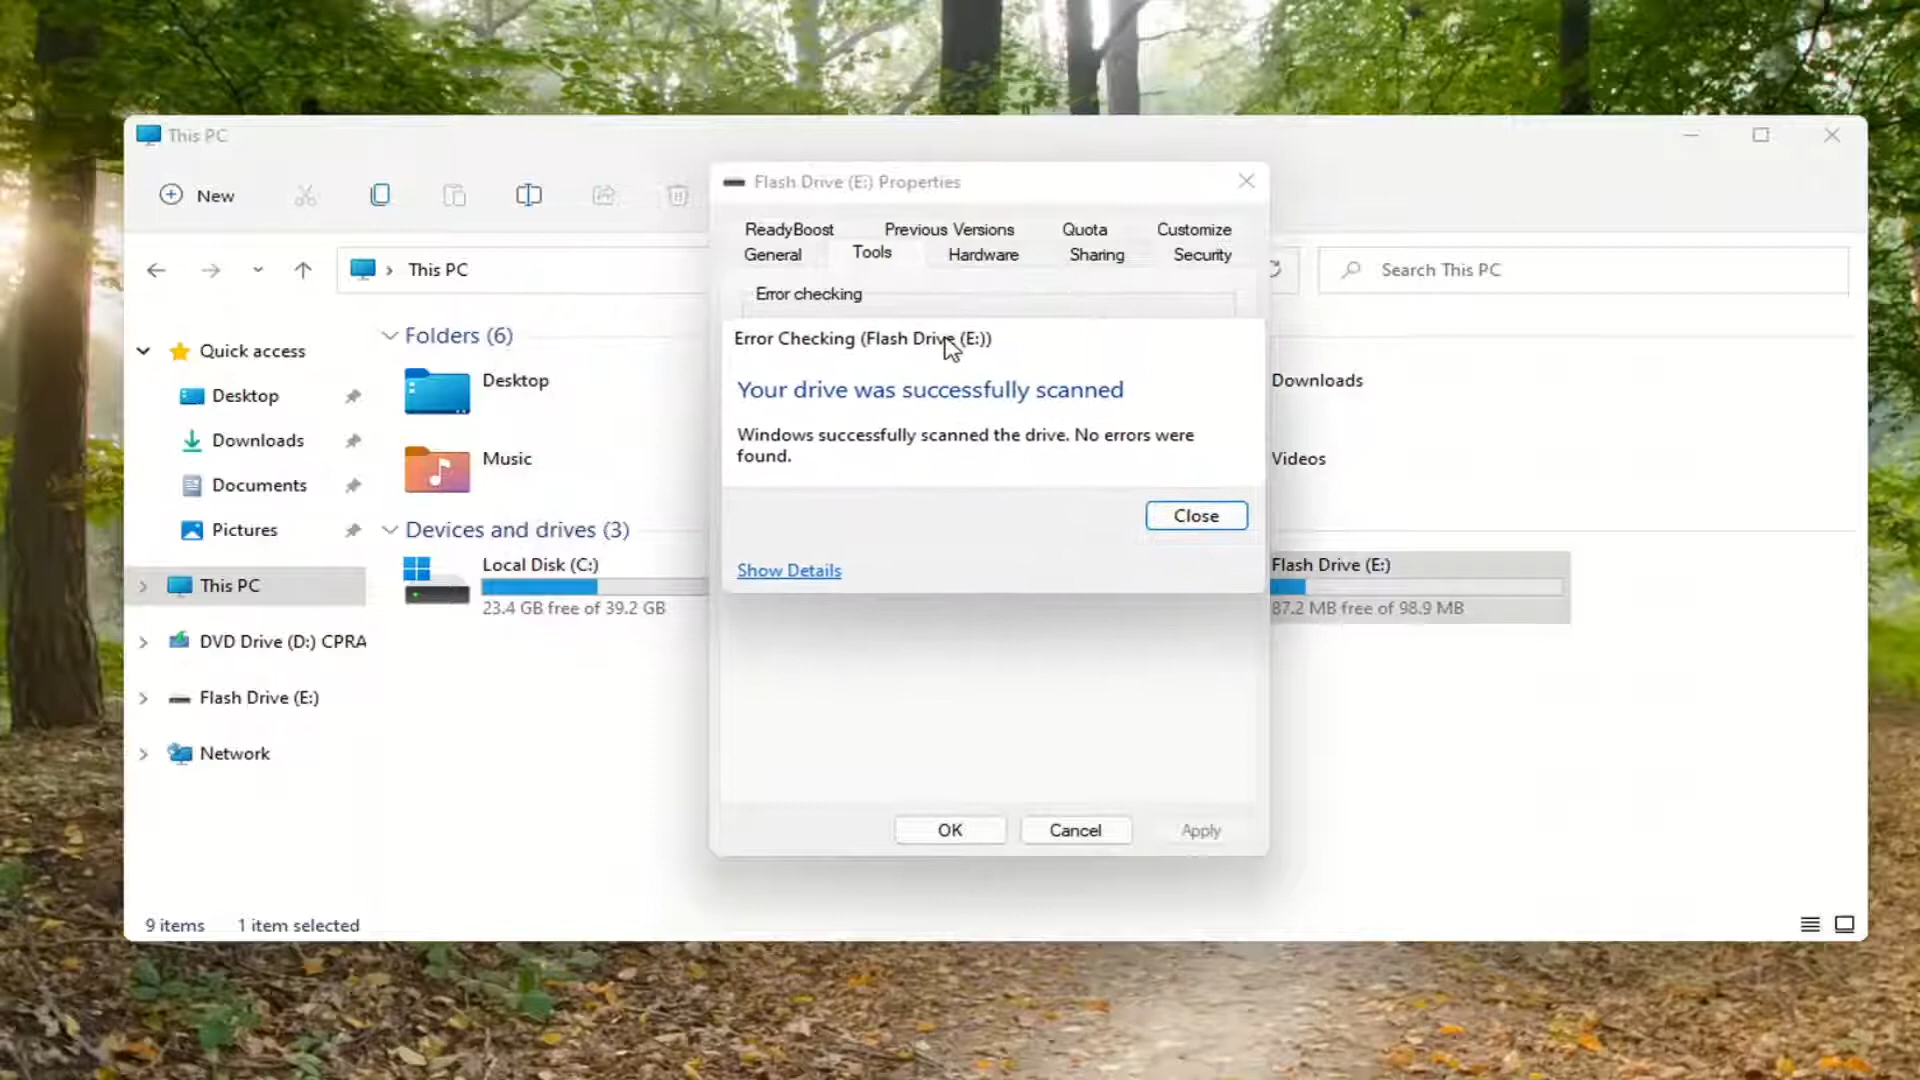 This PC
New
This PC
Search This PC
Quick access
Desktop
Downloads
Documents
Pictures
This PC
DVD Drive (D:) CPRA
Flash Drive (E:)
Network
Folders (6)
Desktop
Music
Downloads
Videos
Devices and drives (3)
Local Disk (C:)
23.4 GB free of 39.2 GB
Flash Drive (E:)
87.2 MB free of 98.9 MB
Flash Drive (E:) Properties
ReadyBoost Previous Versions Quota Customize
General Tools Hardware Sharing Security
Error checking
Error Checking (Flash Drive (E:))
Your drive was successfully scanned
Windows successfully scanned the drive. No errors were
found.
Close
Show Details
OK Cancel Apply
9 items 1 item selected